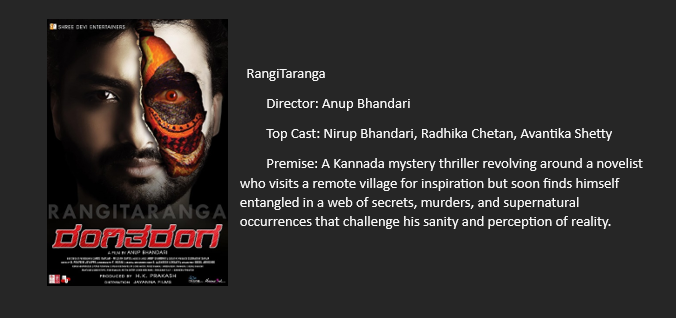 SHREE DEVI ENTERTAINERS
RANGITARANGA
ರಂಗಿತರಂಗ
A FILM BY ANUP BHANDARI
PRODUCED BY H.K. PRAKASH
DISTRIBUTION JAYANNA FILMS
RangiTaranga
Director: Anup Bhandari
Top Cast: Nirup Bhandari, Radhika Chetan, Avantika Shetty
Premise: A Kannada mystery thriller revolving around a novelist
who visits a remote village for inspiration but soon finds himself
entangled in a web of secrets, murders, and supernatural
occurrences that challenge his sanity and perception of reality.